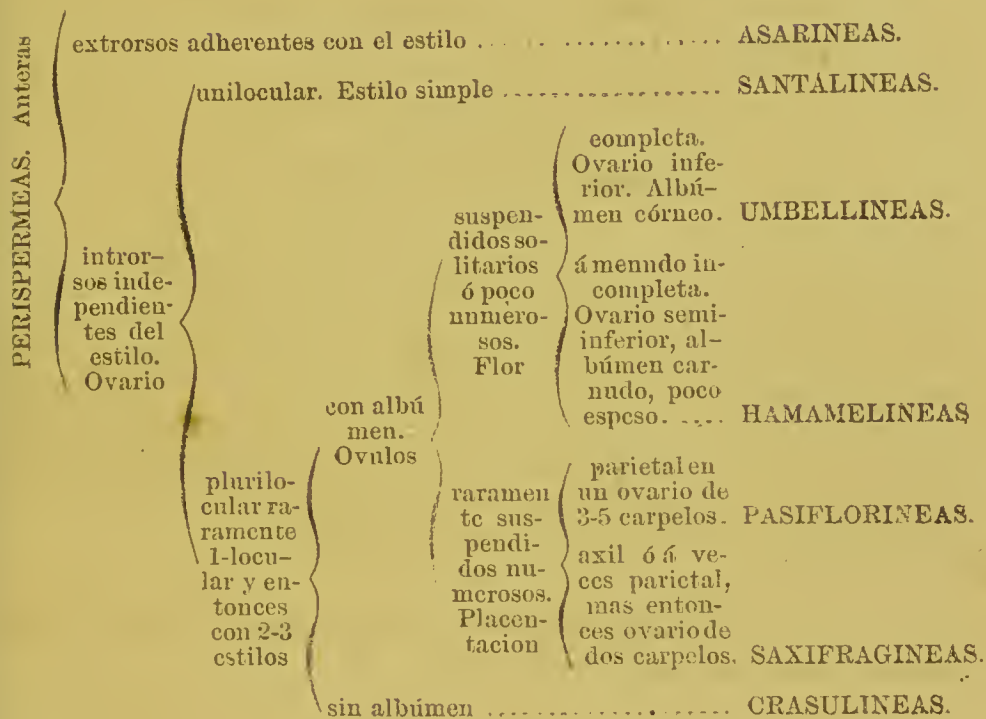 PERISPERMEAS. Anteras
extrorsos adherentes con el estilo ..... ASARINEAS.
intror-
sos inde-
pendien-
tes del
estilo.
Ovario
unilocular. Estilo simple ..... SANTÁLINEAS.
plurilo-
cular ra-
ramente
1-locu-
lar y en-
tonces
con 2-3
estilos
con albú
men.
Ovulos
suspen-
didos so-
litarios
ó poco
numéro-
sos.
Flor
completa.
Ovario infe-
rior. Albú-
men córneo. UMBELLINEAS.
á menudo in-
completa.
Ovario semi-
inferior, al-
búmen car-
nudo, poco
espeso. .... HAMAMELINEAS
raramen
te sus-
pendi-
dos nu-
merosos.
Placen-
tacion
parietal en
un ovario de
3-5 carpelos. PASIFLORINEAS.
axil ó á ve-
ces parietal,
mas enton-
ces ovario de
dos carpelos. SAXIFRAGINEAS.
sin albúmen ..... CRASULINEAS.